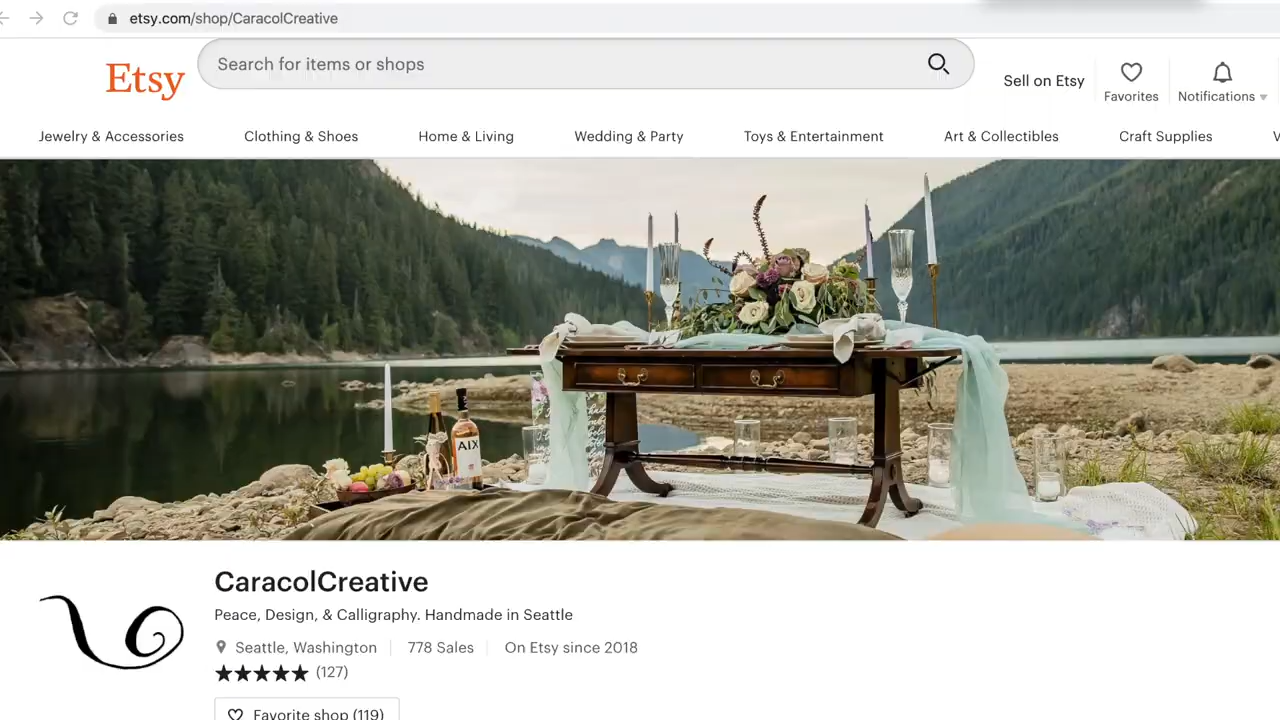 etsy.com/shop/CaracolCreative
Etsy
Search for items or shops
Sell on Etsy
Favorites
Notifications
Jewelry & Accessories
Clothing & Shoes
Home & Living
Wedding & Party
Toys & Entertainment
Art & Collectibles
Craft Supplies
AIX
CaracolCreative
Peace, Design, & Calligraphy. Handmade in Seattle
Seattle, Washington
778 Sales
On Etsy since 2018
(127)
Favorite shop (119)